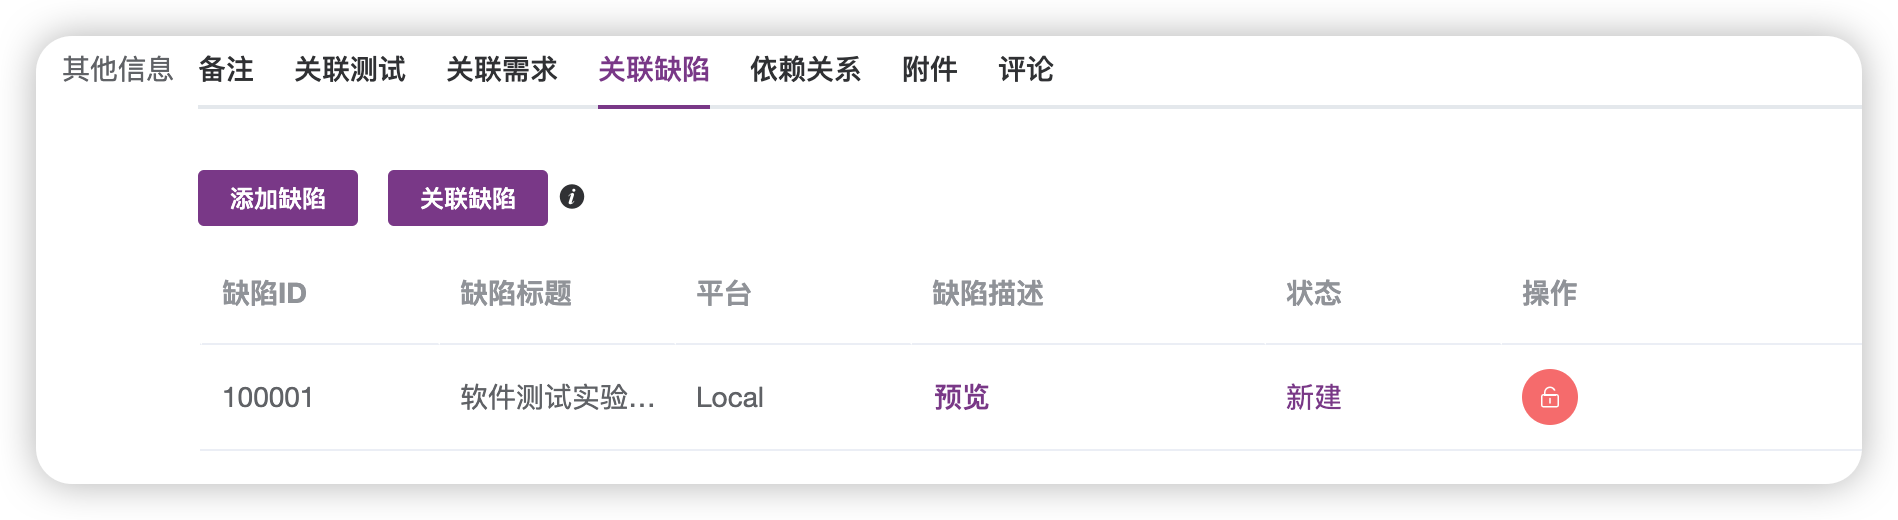 其他信息 备注 关联测试 关联需求 关联缺陷 依赖关系 附件 评论
添加缺陷 关联缺陷 i
缺陷ID 缺陷标题 平台 缺陷描述 状态 操作
100001 软件测试实验... Local 预览 新建